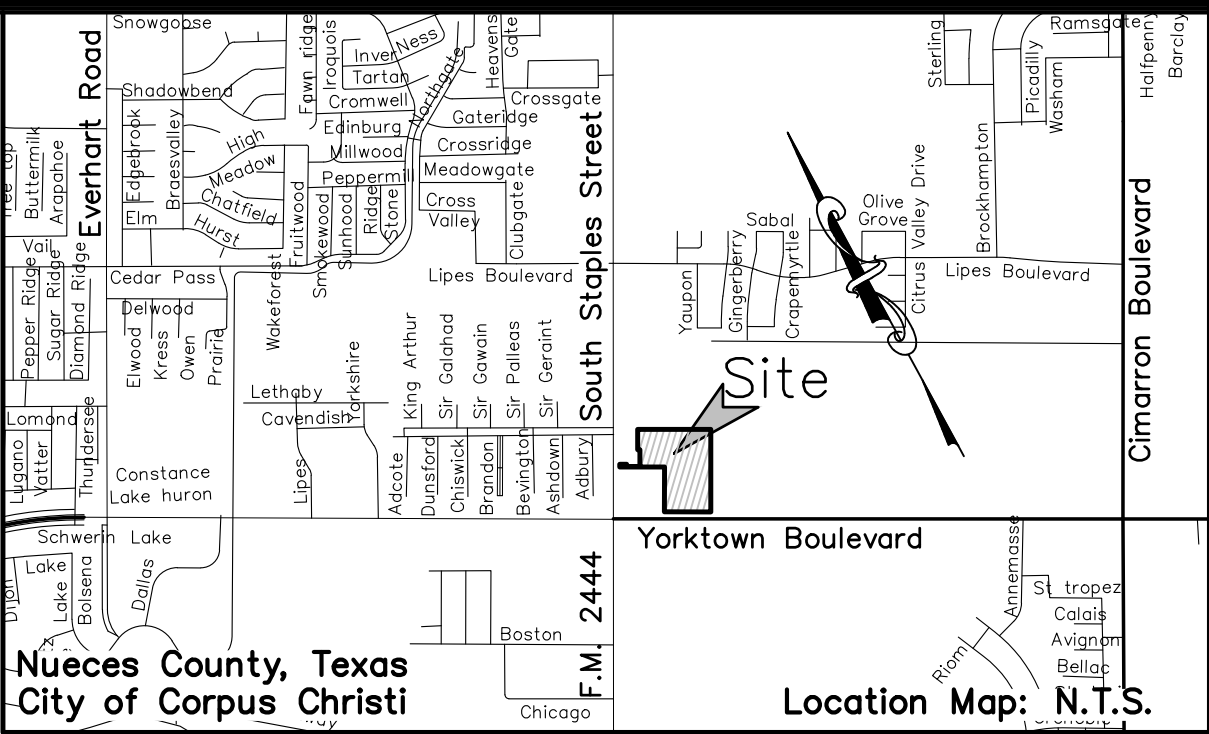 Snowgoose
Everhart Road
Shadowbend
Edgebrook
Braesvalley
High
Meadow
Chatfield
Hurst
Elm
Buttermilk
Arapahoe
Vail
Pepper Ridge
Sugar Ridge
Diamond Ridge
Cedar Pass
Delwood
Elwood
Kress
Owen
Prairie
Fawn ridge
Iroquois
Inver Ness
Tartan
Cromwell
Edinburg
Millwood
Peppermill
Northgate
Heavens
Gate
Crossgate
Gateridge
Crossridge
Meadowgate
Cross
Valley
Clubgate
Fruitwood
Smokewood
Sunhood
Ridge
Stone
Wakeforest
Lipes Boulevard
South Staples Street
King Arthur
Sir Galahad
Sir Gawain
Sir Palleas
Sir Geraint
Yorkshire
Lethaby
Cavendish
Lipes
Adcote
Dunsford
Chiswick
Brandon
Bevington
Ashdown
Adbury
Lomond
Lugano
Vatter
Thundersee
Constance
Lake huron
Schwerin Lake
Lake
Dijon
Lake
Bolsena
Dallas
Boston
Chicago
F.M. 2444
Nueces County, Texas
City of Corpus Christi
Sterling
Ramsgate
Picadilly
Washam
Halfpenny
Barclay
Brockhampton
Citrus Valley Drive
Olive
Grove
Sabal
Yaupon
Gingerberry
Crapemyrtle
Lipes Boulevard
Cimarron Boulevard
Site
Yorktown Boulevard
Annemasse
St tropez
Calais
Avignon
Bellac
Riom
Location Map: N.T.S.